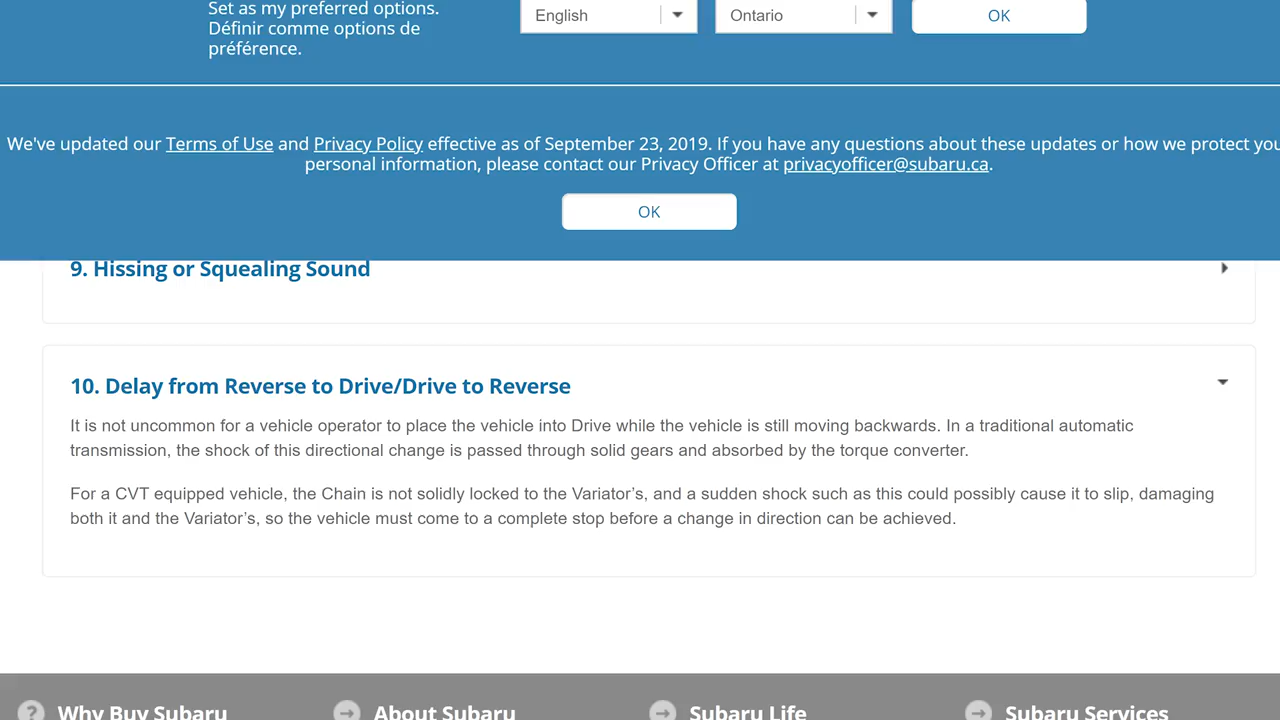 Set as my preferred options.
Définir comme options de
préférence.
English
Ontario
OK
We've updated our Terms of Use and Privacy Policy effective as of September 23, 2019. If you have any questions about these updates or how we protect
personal information, please contact our Privacy Officer at privacyofficer@subaru.ca.
OK
9. Hissing or Squealing Sound
10. Delay from Reverse to Drive/Drive to Reverse
It is not uncommon for a vehicle operator to place the vehicle into Drive while the vehicle is still moving backwards. In a traditional automatic
transmission, the shock of this directional change is passed through solid gears and absorbed by the torque converter.
For a CVT equipped vehicle, the Chain is not solidly locked to the Variator’s, and a sudden shock such as this could possibly cause it to slip, damaging
both it and the Variator’s, so the vehicle must come to a complete stop before a change in direction can be achieved.
? Why Buy Subaru
About Subaru
Subaru Life
Subaru Services